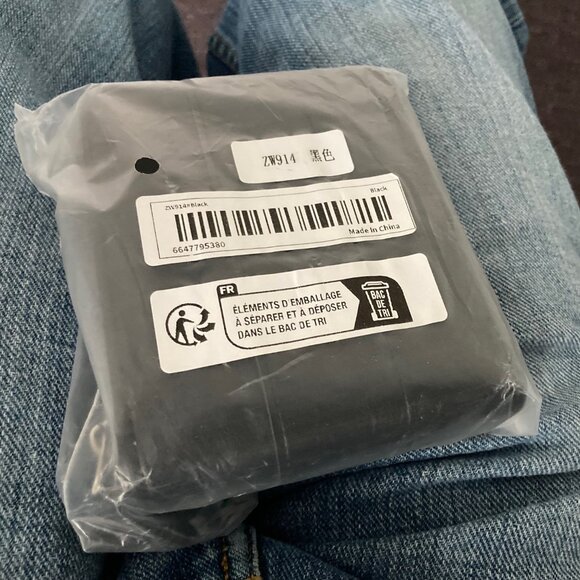 ZW914 黑色
ZW914#Black Black
6647795380 Made in China
FR
ÉLÉMENTS D'EMBALLAGE
À SÉPARER ET À DÉPOSER
DANS LE BAC DE TRI
BAC
DE
TRI